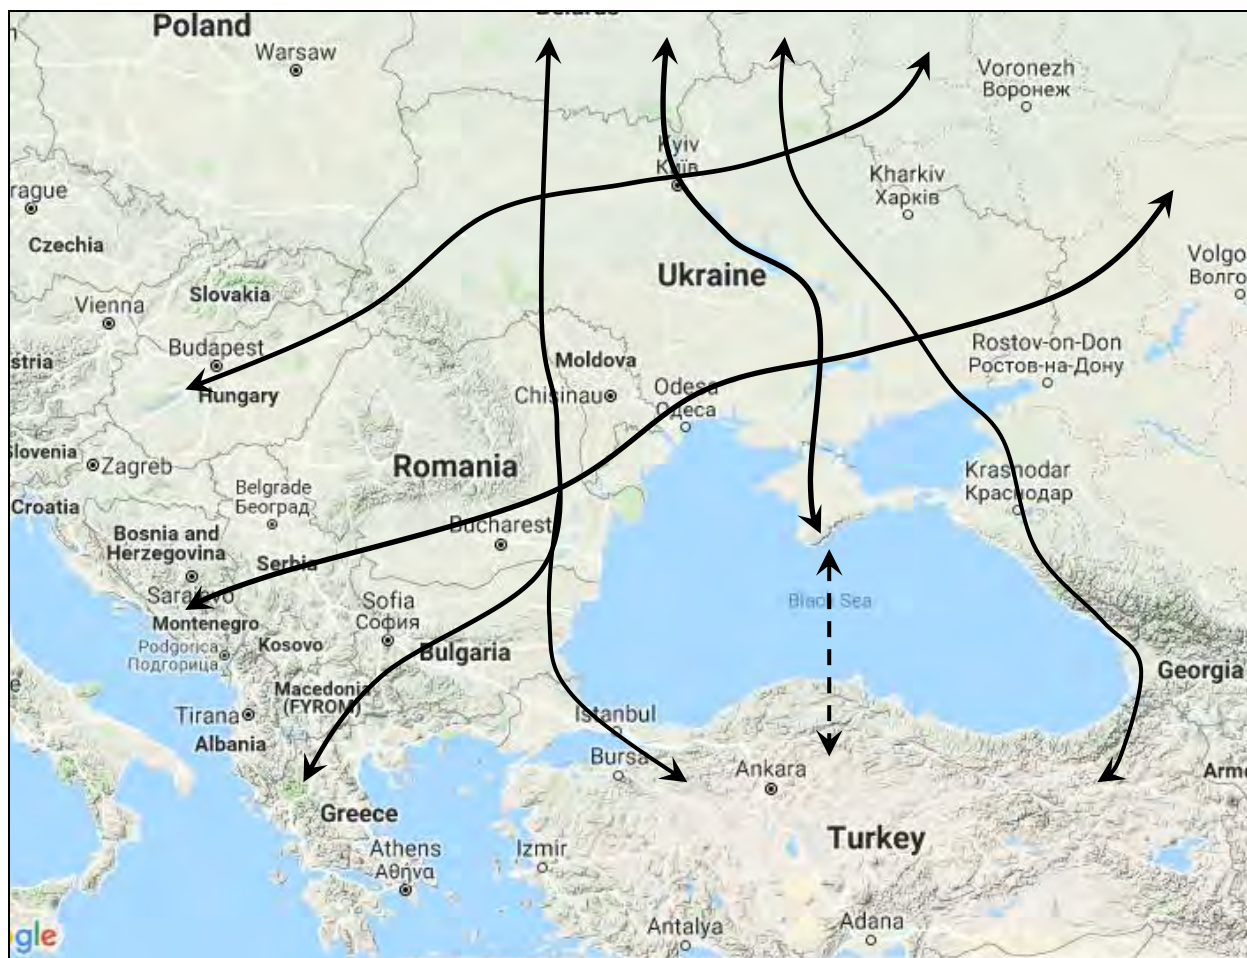 Belarus
Poland
Warsaw
Voronezh
Воронеж
Kyiv
Київ
Kharkiv
Харків
rague
Czechia
Volgo
Волго
Ukraine
Slovakia
Vienna
Budapest
stria
Hungary
Moldova
Chisinau
Rostov-on-Don
Ростов-на-Дону
Odesa
Одеса
Slovenia
Zagreb
Romania
Krasnodar
Краснодар
Belgrade
Београд
Croatia
Bosnia and
Herzegovina
Bucharest
Serbia
Sarajevo
Black Sea
Sofia
София
Montenegro
Podgorica
Подгорица
Kosovo
Bulgaria
Georgia
Macedonia
(FYROM)
Tirana
Istanbul
Albania
Bursa
Ankara
Arme
Greece
Turkey
Athens
Αθήνα
Izmir
Adana
Antalya
gle